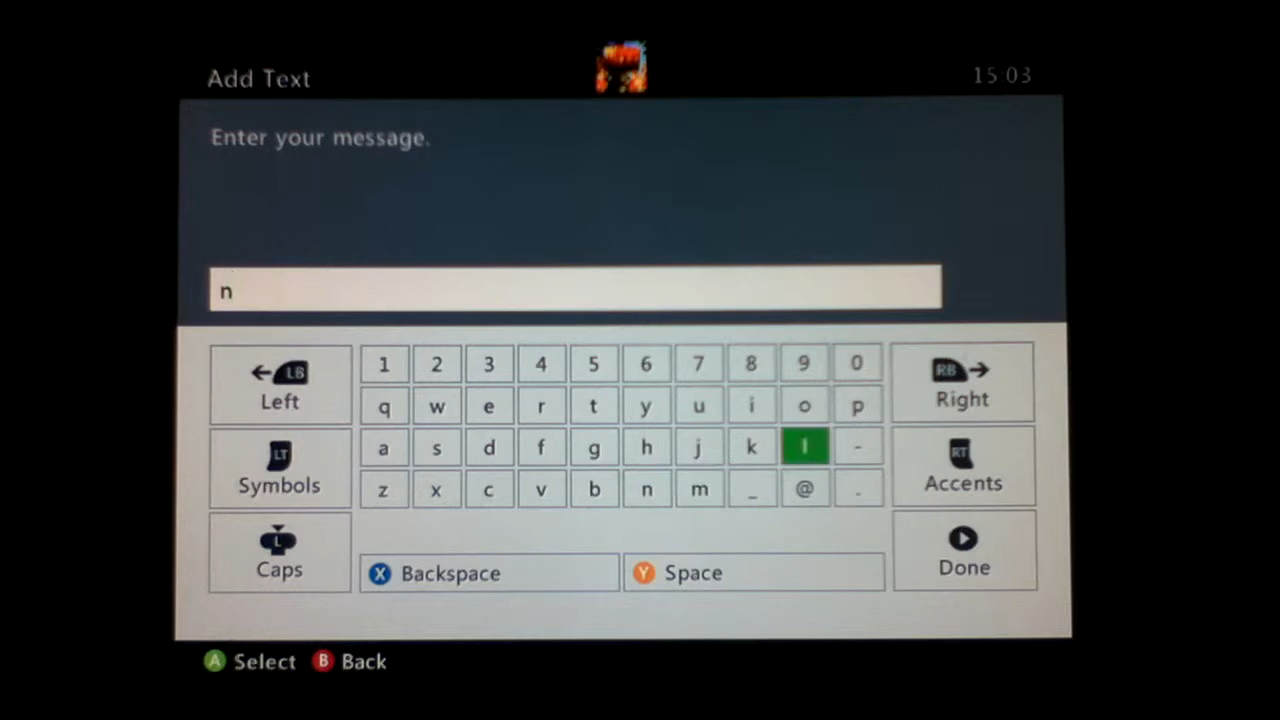 Add Text
15 03
Enter your message.
n
LB
Left
1 2 3 4 5 6 7 8 9 0
RB
Right
q w e r t y u i o p
LT
Symbols
a s d f g h j k l -
RT
Accents
z x c v b n m _ @ .
L
Caps
X Backspace
Y Space
Done
A Select B Back